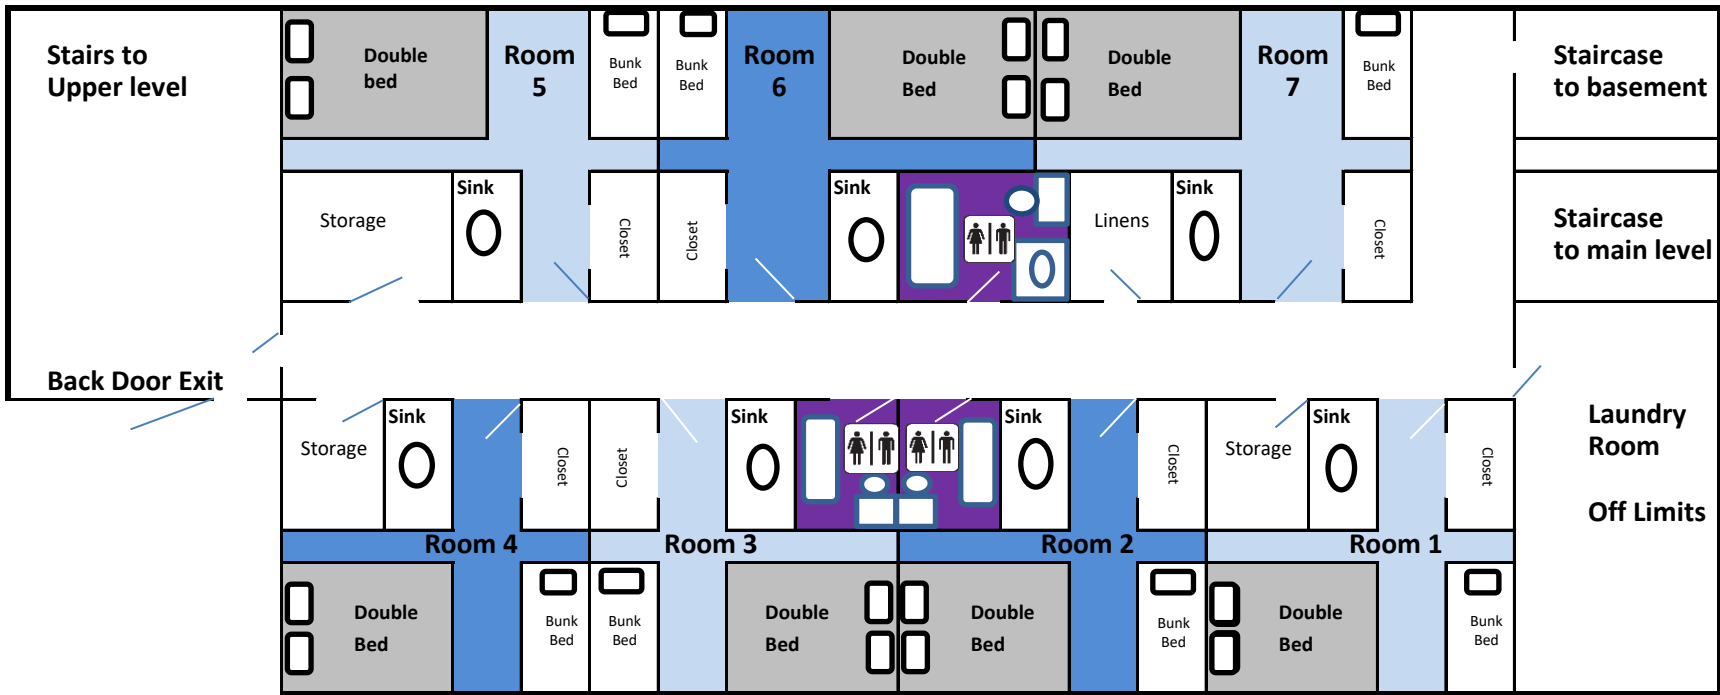 Stairs to
Upper level
Double
bed
Room
5
Bunk
Bed
Bunk
Bed
Room
6
Double
Bed
Double
Bed
Room
7
Bunk
Bed
Staircase
to basement
Storage
Sink
Closet
Closet
Sink
Linens
Sink
Closet
Staircase
to main level
Back Door Exit
Storage
Sink
Closet
Closet
Sink
Sink
Closet
Storage
Sink
Closet
Laundry
Room
Off Limits
Room 4
Room 3
Room 2
Room 1
Double
Bed
Bunk
Bed
Bunk
Bed
Double
Bed
Double
Bed
Bunk
Bed
Double
Bed
Bunk
Bed